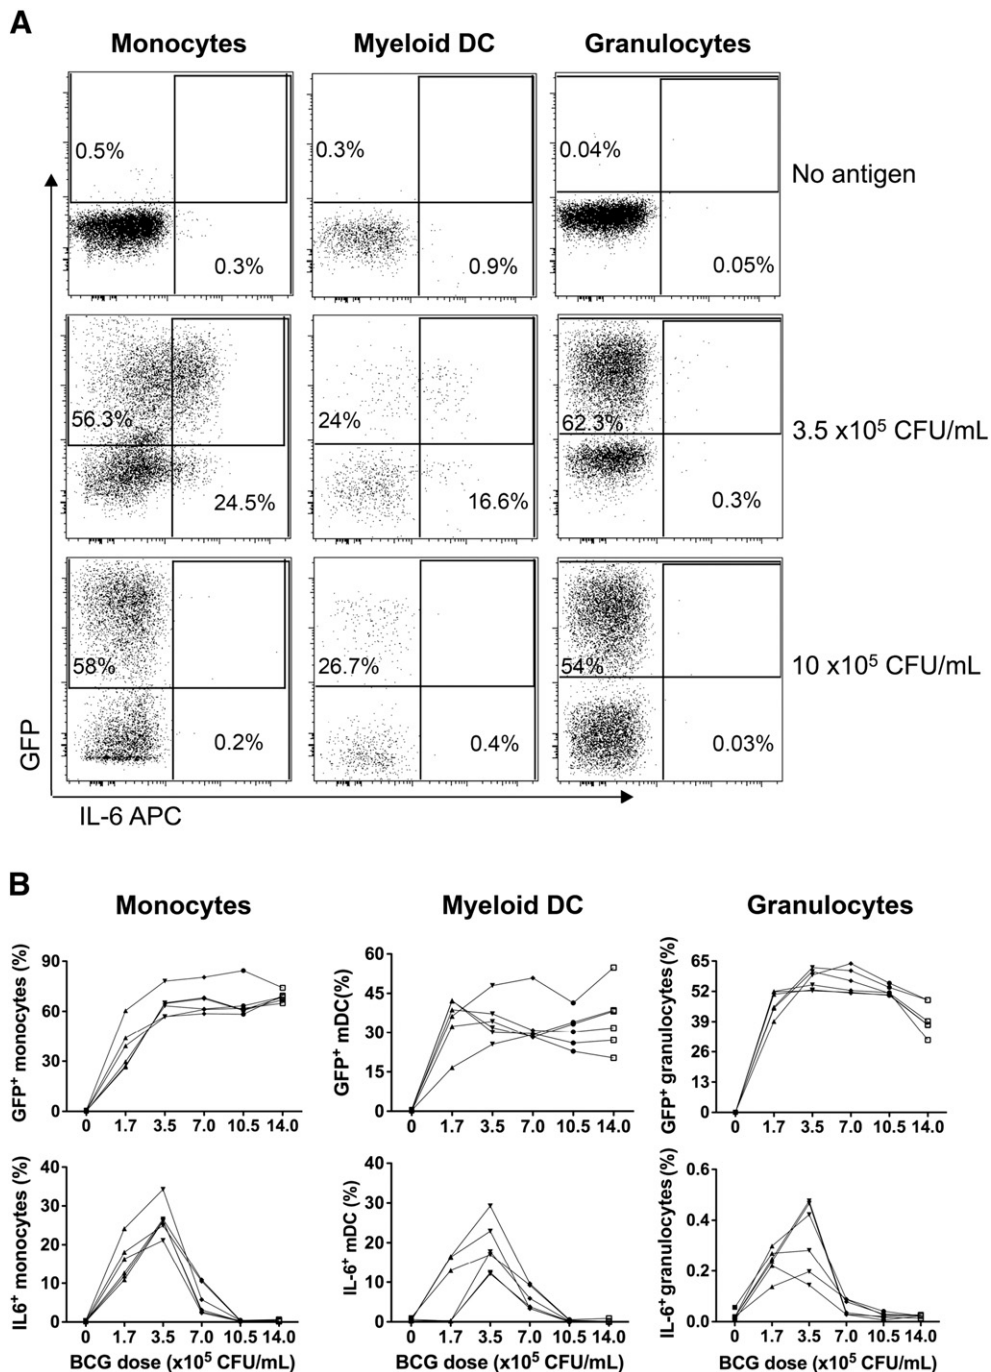 A
Monocytes Myeloid DC Granulocytes
0.5% 0.3% 0.04%
No antigen
0.3% 0.9% 0.05%
56.3% 24% 62.3%
3.5 x10⁵ CFU/mL
24.5% 16.6% 0.3%
58% 26.7% 54%
10 x10⁵ CFU/mL
0.2% 0.4% 0.03%
GFP
IL-6 APC
B
Monocytes Myeloid DC Granulocytes
GFP⁺ monocytes (%)
90
60
30
0
0 1.7 3.5 7.0 10.5 14.0
GFP⁺ mDC(%)
60
45
30
15
0
0 1.7 3.5 7.0 10.5 14.0
GFP⁺ granulocytes (%)
65
52
39
26
13
0
0 1.7 3.5 7.0 10.5 14.0
IL6⁺ monocytes (%)
40
30
20
10
0
0 1.7 3.5 7.0 10.5 14.0
BCG dose (x10⁵ CFU/mL)
IL-6⁺ mDC (%)
40
30
20
10
0
0 1.7 3.5 7.0 10.5 14.0
BCG dose (x10⁵ CFU/mL)
IL-6⁺ granulocytes (%)
0.6
0.4
0.2
0.0
0 1.7 3.5 7.0 10.5 14.0
BCG dose (x10⁵ CFU/mL)